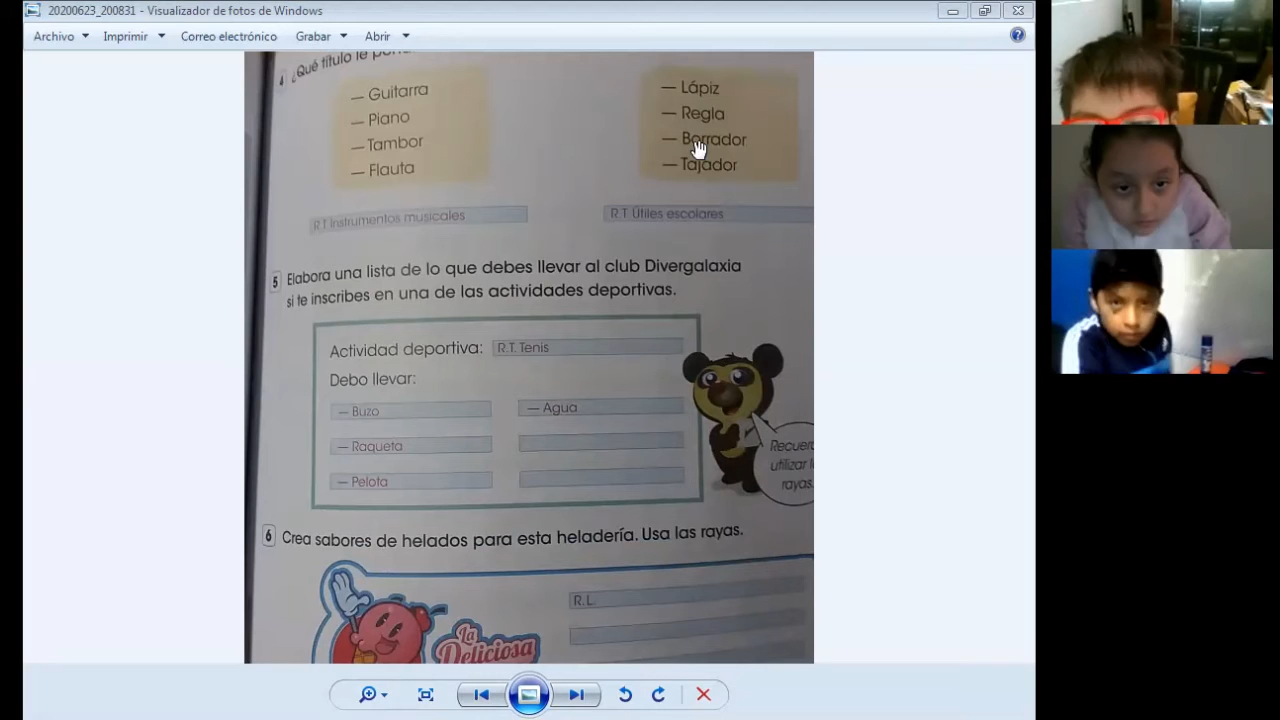 20200623_200831 - Visualizador de fotos de Windows
Archivo Imprimir Correo electrónico Grabar Abrir
4 ¿Qué título le
— Guitarra
— Piano
— Tambor
— Flauta
— Lápiz
— Regla
— Borrador
— Tajador
R.T. Instrumentos musicales
R.T. Útiles escolares
5 Elabora una lista de lo que debes llevar al club Divergalaxia
si te inscribes en una de las actividades deportivas.
Actividad deportiva: R.T. Tenis
Debo llevar:
— Buzo
— Agua
— Raqueta
— Pelota
utilizar
rayas.
6 Crea sabores de helados para esta heladería. Usa las rayas.
R.L.
La
Deliciosa